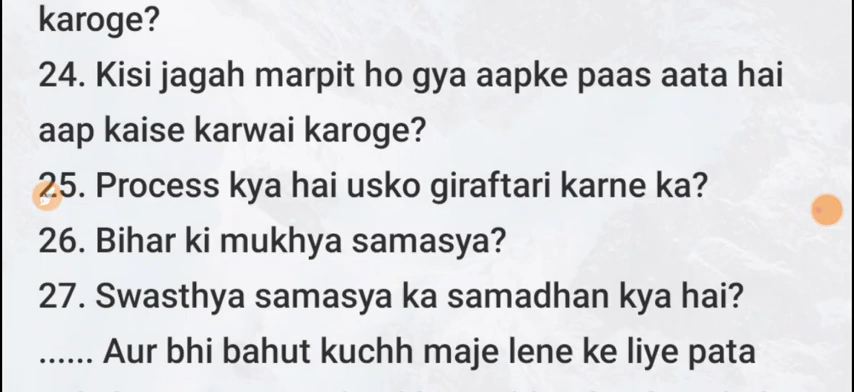 karoge?
24. Kisi jagah marpit ho gya aapke paas aata hai
aap kaise karwai karoge?
25. Process kya hai usko giraftari karne ka?
26. Bihar ki mukhya samasya?
27. Swasthya samasya ka samadhan kya hai?
...... Aur bhi bahut kuchh maje lene ke liye pata